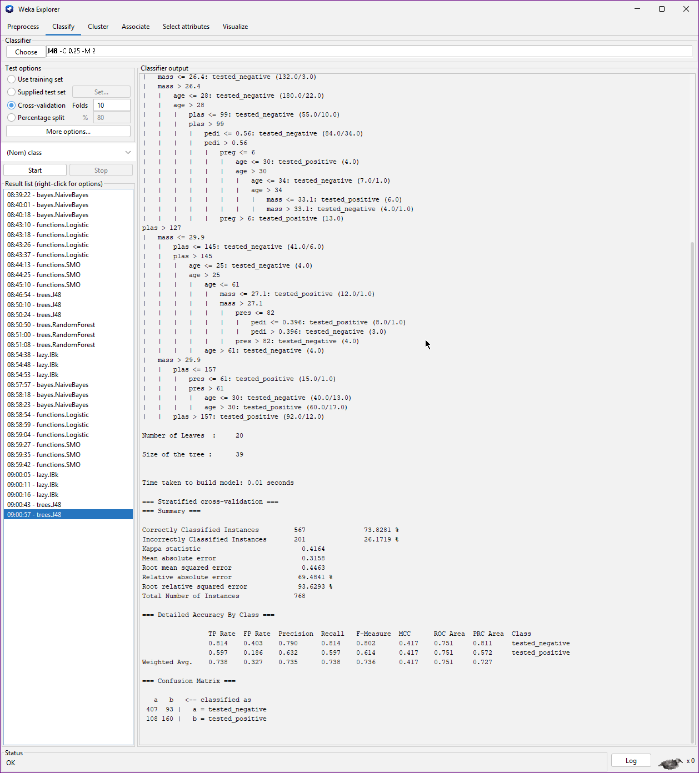 Weka Explorer
Preprocess Classify Cluster Associate Select attributes Visualize
Classifier
Choose J48 -C 0.25 -M 2
Test options
Use training set
Supplied test set Set...
Cross-validation Folds 10
Percentage split % 80
More options...
(Nom) class
Start Stop
Result list (right-click for options)
08:39:22 - bayes.NaiveBayes
08:40:01 - bayes.NaiveBayes
08:40:18 - bayes.NaiveBayes
08:43:10 - functions.Logistic
08:43:18 - functions.Logistic
08:43:26 - functions.Logistic
08:43:37 - functions.Logistic
08:44:13 - functions.SMO
08:44:25 - functions.SMO
08:45:10 - functions.SMO
08:46:54 - trees.J48
08:50:10 - trees.J48
08:50:24 - trees.J48
08:50:50 - trees.RandomForest
08:51:00 - trees.RandomForest
08:51:08 - trees.RandomForest
08:54:38 - lazy.IBk
08:54:48 - lazy.IBk
08:54:53 - lazy.IBk
08:57:57 - bayes.NaiveBayes
08:58:18 - bayes.NaiveBayes
08:58:23 - bayes.NaiveBayes
08:58:54 - functions.Logistic
08:58:59 - functions.Logistic
08:59:04 - functions.Logistic
08:59:27 - functions.SMO
08:59:35 - functions.SMO
08:59:42 - functions.SMO
09:00:05 - lazy.IBk
09:00:11 - lazy.IBk
09:00:16 - lazy.IBk
09:00:43 - trees.J48
09:00:57 - trees.J48
Classifier output
| mass <= 26.4: tested_negative (132.0/3.0)
| mass > 26.4
| | age <= 28: tested_negative (180.0/22.0)
| | age > 28
| | | plas <= 99: tested_negative (55.0/10.0)
| | | plas > 99
| | | | pedi <= 0.56: tested_negative (84.0/34.0)
| | | | pedi > 0.56
| | | | | preg <= 6
| | | | | | age <= 30: tested_positive (4.0)
| | | | | | age > 30
| | | | | | | age <= 34: tested_negative (7.0/1.0)
| | | | | | | age > 34
| | | | | | | | mass <= 33.1: tested_positive (6.0)
| | | | | | | | mass > 33.1: tested_negative (4.0/1.0)
| | | | | preg > 6: tested_positive (13.0)
plas > 127
| mass <= 29.9
| | plas <= 145: tested_negative (41.0/6.0)
| | plas > 145
| | | age <= 25: tested_negative (4.0)
| | | age > 25
| | | | age <= 61
| | | | | mass <= 27.1: tested_positive (12.0/1.0)
| | | | | mass > 27.1
| | | | | | pres <= 82
| | | | | | | pedi <= 0.396: tested_positive (8.0/1.0)
| | | | | | | pedi > 0.396: tested_negative (3.0)
| | | | | | pres > 82: tested_negative (4.0)
| | | | age > 61: tested_negative (4.0)
| mass > 29.9
| | plas <= 157
| | | pres <= 61: tested_positive (15.0/1.0)
| | | pres > 61
| | | | age <= 30: tested_negative (40.0/13.0)
| | | | age > 30: tested_positive (60.0/17.0)
| | plas > 157: tested_positive (92.0/12.0)
Number of Leaves : 20
Size of the tree : 39
Time taken to build model: 0.01 seconds
=== Stratified cross-validation ===
=== Summary ===
Correctly Classified Instances 567 73.8281 %
Incorrectly Classified Instances 201 26.1719 %
Kappa statistic 0.4164
Mean absolute error 0.3158
Root mean squared error 0.4463
Relative absolute error 69.4841 %
Root relative squared error 93.6293 %
Total Number of Instances 768
=== Detailed Accuracy By Class ===
TP Rate FP Rate Precision Recall F-Measure MCC ROC Area PRC Area Class
0.814 0.403 0.790 0.814 0.802 0.417 0.751 0.811 tested_negative
0.597 0.186 0.632 0.597 0.614 0.417 0.751 0.572 tested_positive
Weighted Avg. 0.738 0.327 0.735 0.738 0.736 0.417 0.751 0.727
=== Confusion Matrix ===
a b <-- classified as
407 93 | a = tested_negative
108 160 | b = tested_positive
Status
OK
Log
x 0